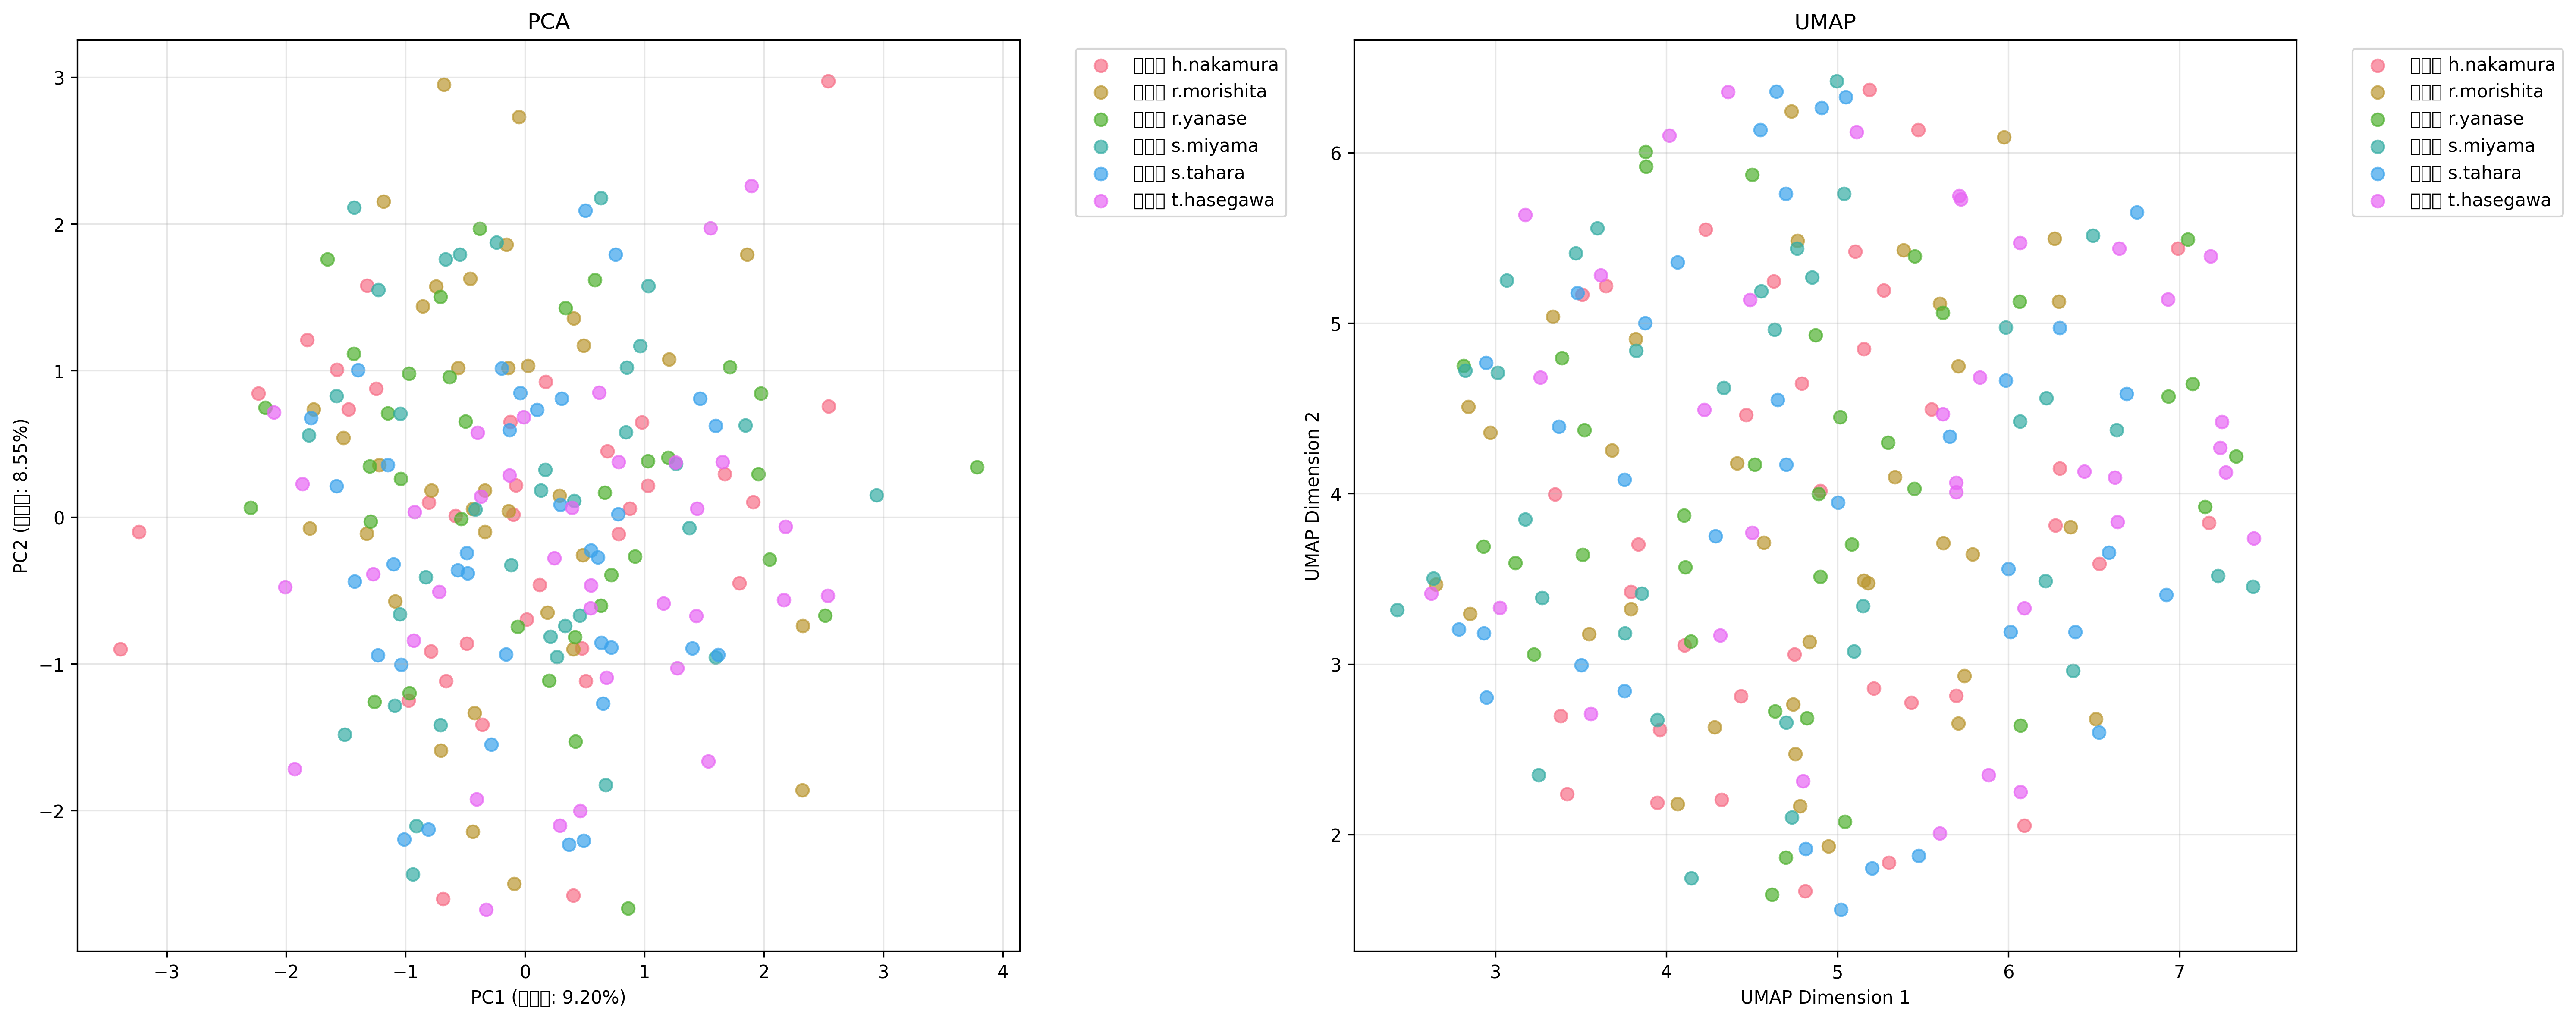 PCA
3
2
1
0
−1
−2
−3
−2
−1
0
1
2
3
4
PC2 (□□□: 8.55%)
PC1 (□□□: 9.20%)
□□□ h.nakamura
□□□ r.morishita
□□□ r.yanase
□□□ s.miyama
□□□ s.tahara
□□□ t.hasegawa
UMAP
6
5
4
3
2
3
4
5
6
7
UMAP Dimension 2
UMAP Dimension 1
□□□ h.nakamura
□□□ r.morishita
□□□ r.yanase
□□□ s.miyama
□□□ s.tahara
□□□ t.hasegawa